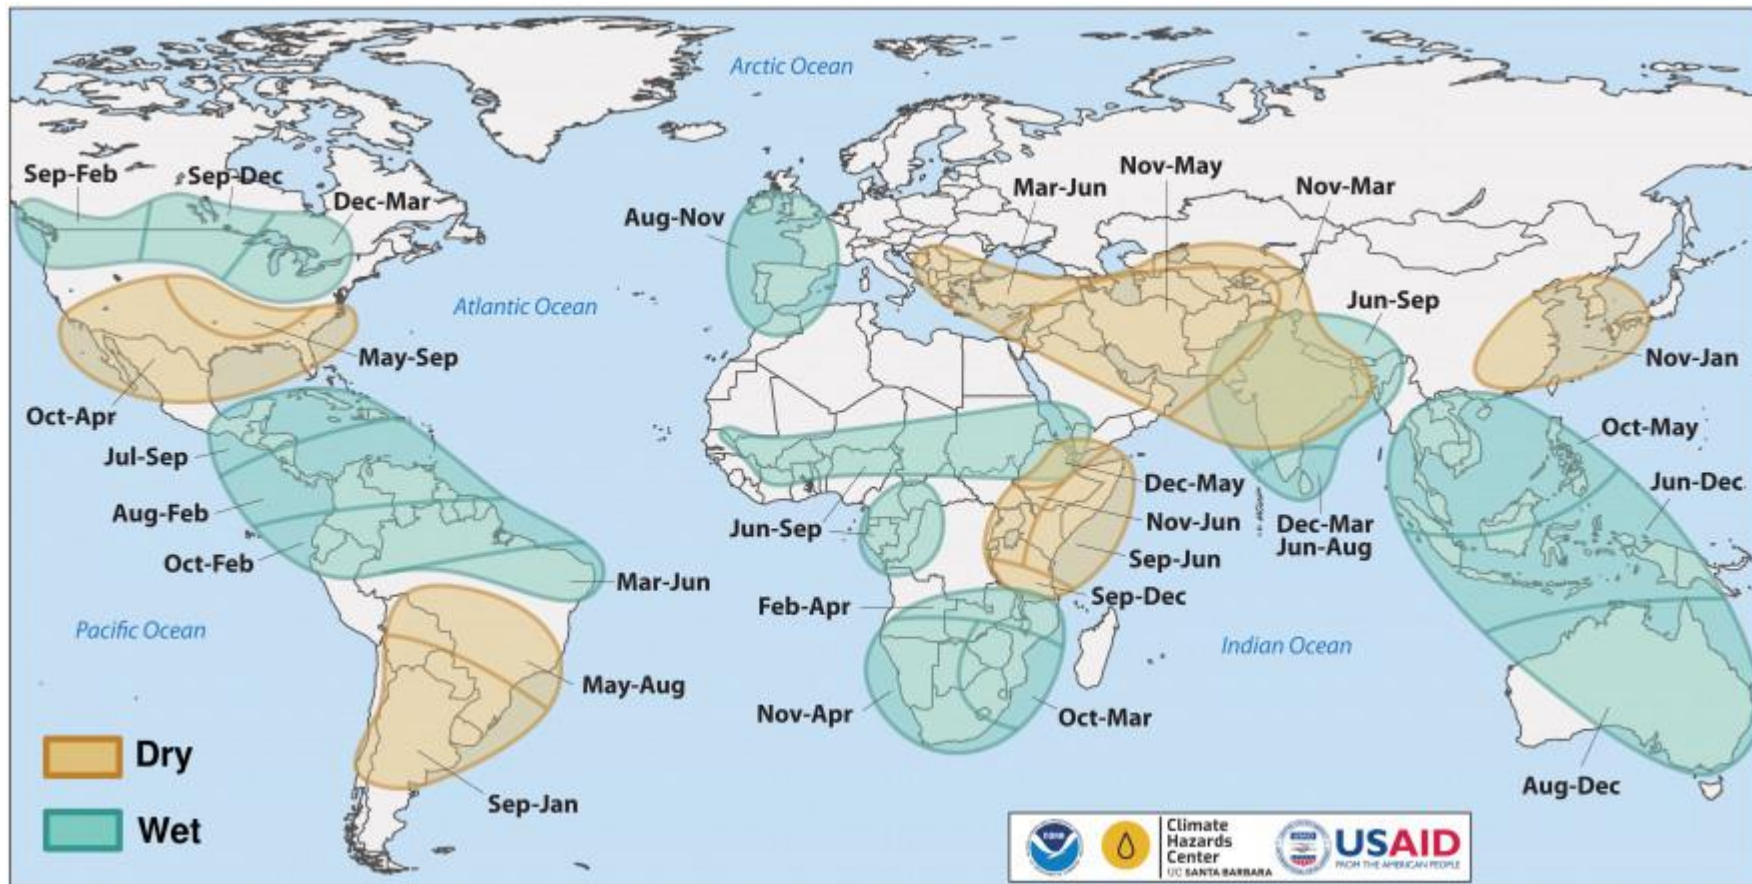 Arctic Ocean
Sep-Feb
Sep-Dec
Dec-Mar
Aug-Nov
Mar-Jun
Nov-May
Nov-Mar
Jun-Sep
Atlantic Ocean
May-Sep
Nov-Jan
Oct-Apr
Jul-Sep
Oct-May
Aug-Feb
Dec-May
Jun-Dec
Jun-Sep
Nov-Jun
Dec-Mar
Jun-Aug
Oct-Feb
Sep-Jun
Mar-Jun
Feb-Apr
Sep-Dec
Pacific Ocean
Indian Ocean
May-Aug
Nov-Apr
Oct-Mar
Dry
Sep-Jan
Aug-Dec
Wet
Climate
Hazards
Center
UC SANTA BARBARA
USAID
FROM THE AMERICAN PEOPLE